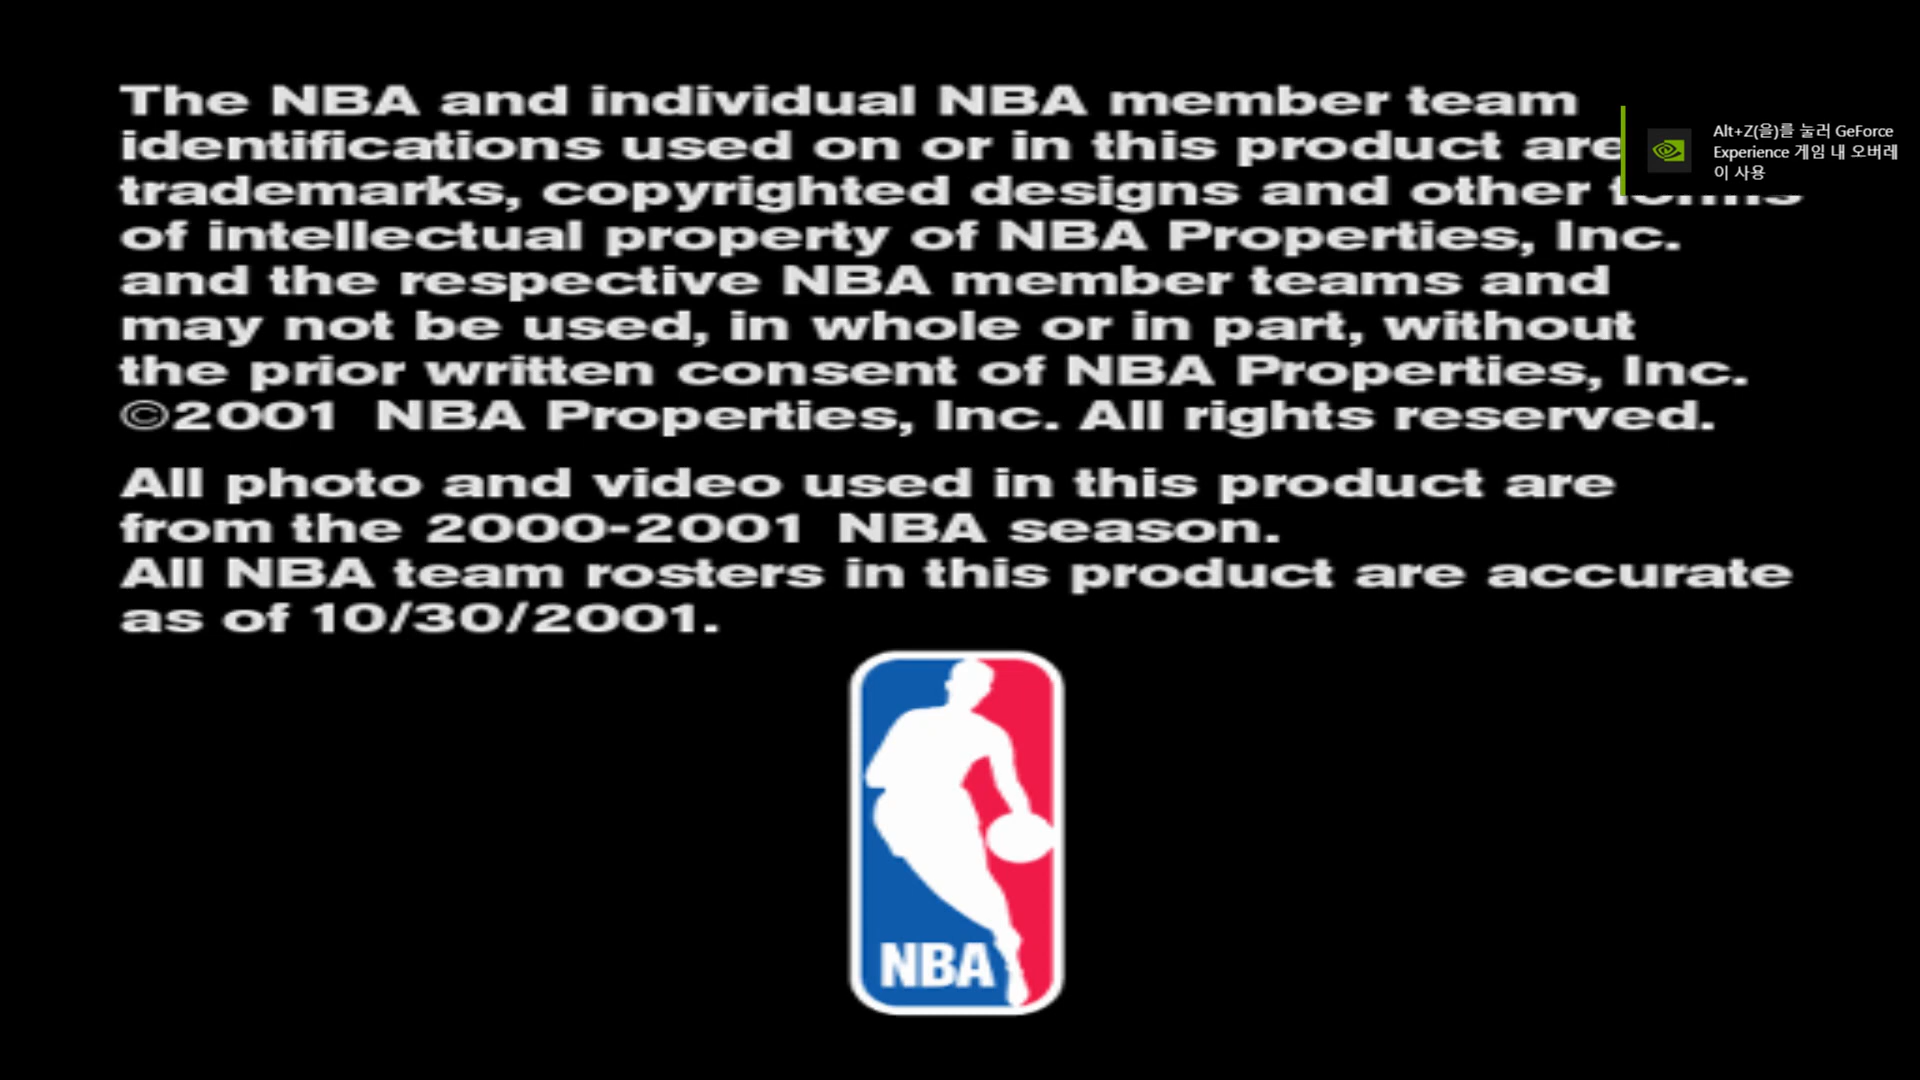 The NBA and individual NBA member team
identifications used on or in this product are
trademarks, copyrighted designs and other forms
of intellectual property of NBA Properties, Inc.
and the respective NBA member teams and
may not be used, in whole or in part, without
the prior written consent of NBA Properties, Inc.
©2001 NBA Properties, Inc. All rights reserved.
All photo and video used in this product are
from the 2000-2001 NBA season.
All NBA team rosters in this product are accurate
as of 10/30/2001.
NBA
Alt+Z(을)를 눌러 GeForce
Experience 게임 내 오버레
이 사용